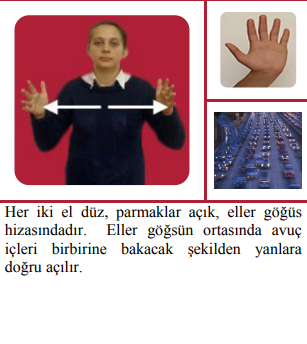 Her iki el düz, parmaklar açık, eller göğüs
hizasındadır. Eller göğsün ortasında avuç
içleri birbirine bakacak şekilden yanlara
doğru açılır.